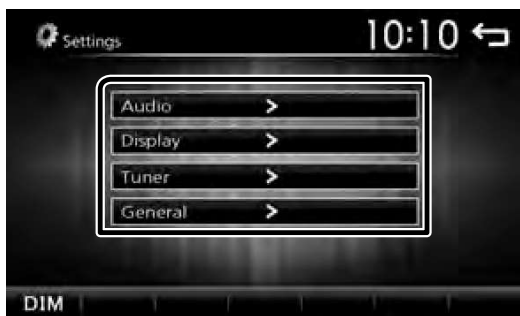 Settings 10:10
Audio >
Display >
Tuner >
General >
DIM